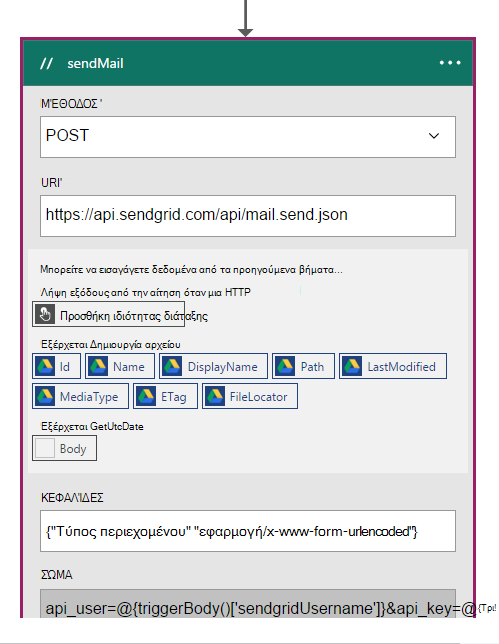 // sendMail ...
ΜΈΘΟΔΟΣ '
POST
URI'
https://api.sendgrid.com/api/mail.send.json
Μπορείτε να εισαγάγετε δεδομένα από τα προηγούμενα βήματα...
Λήψη εξόδους από την αίτηση όταν μια HTTP
Προσθήκη ιδιότητας διάταξης
Εξέρχεται Δημιουργία αρχείου
Id Name DisplayName Path LastModified
MediaType ETag FileLocator
Εξέρχεται GetUtcDate
Body
ΚΕΦΑΛΊΔΕΣ
{"Τύπος περιεχομένου" "εφαρμογή/x-www-form-urlencoded"}
ΣΏΜΑ
api_user=@{triggerBody()['sendgridUsername']}&api_key=@